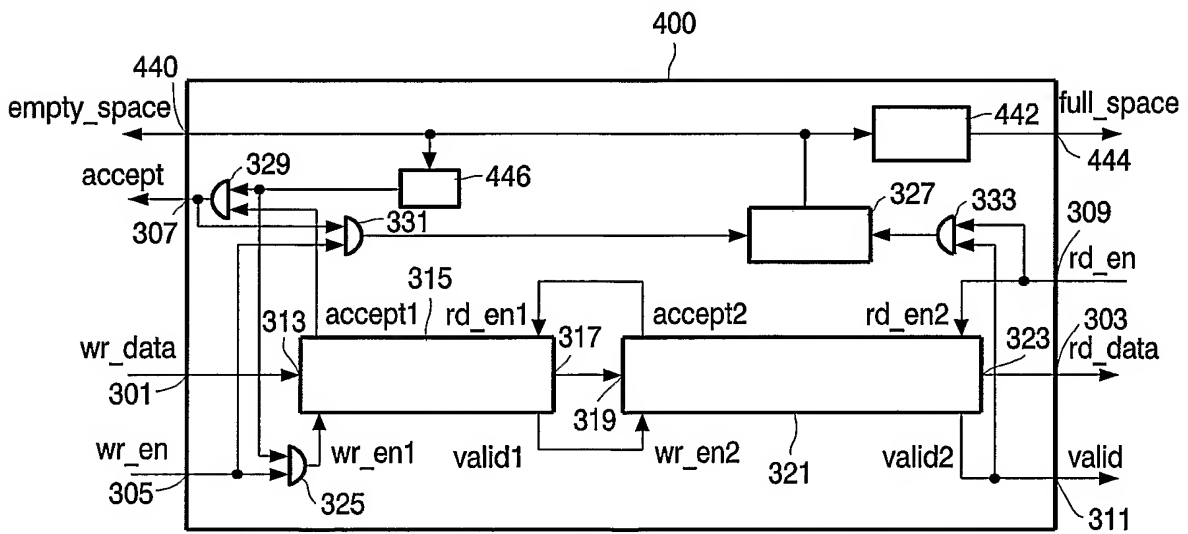 400
440
empty_space
442
full_space
444
329
accept
446
307
331
327
333
309
rd_en
315
accept1
rd_en1
accept2
rd_en2
313
317
303
323
wr_data
rd_data
301
319
wr_en
wr_en1
valid1
wr_en2
321
valid2
valid
305
325
311